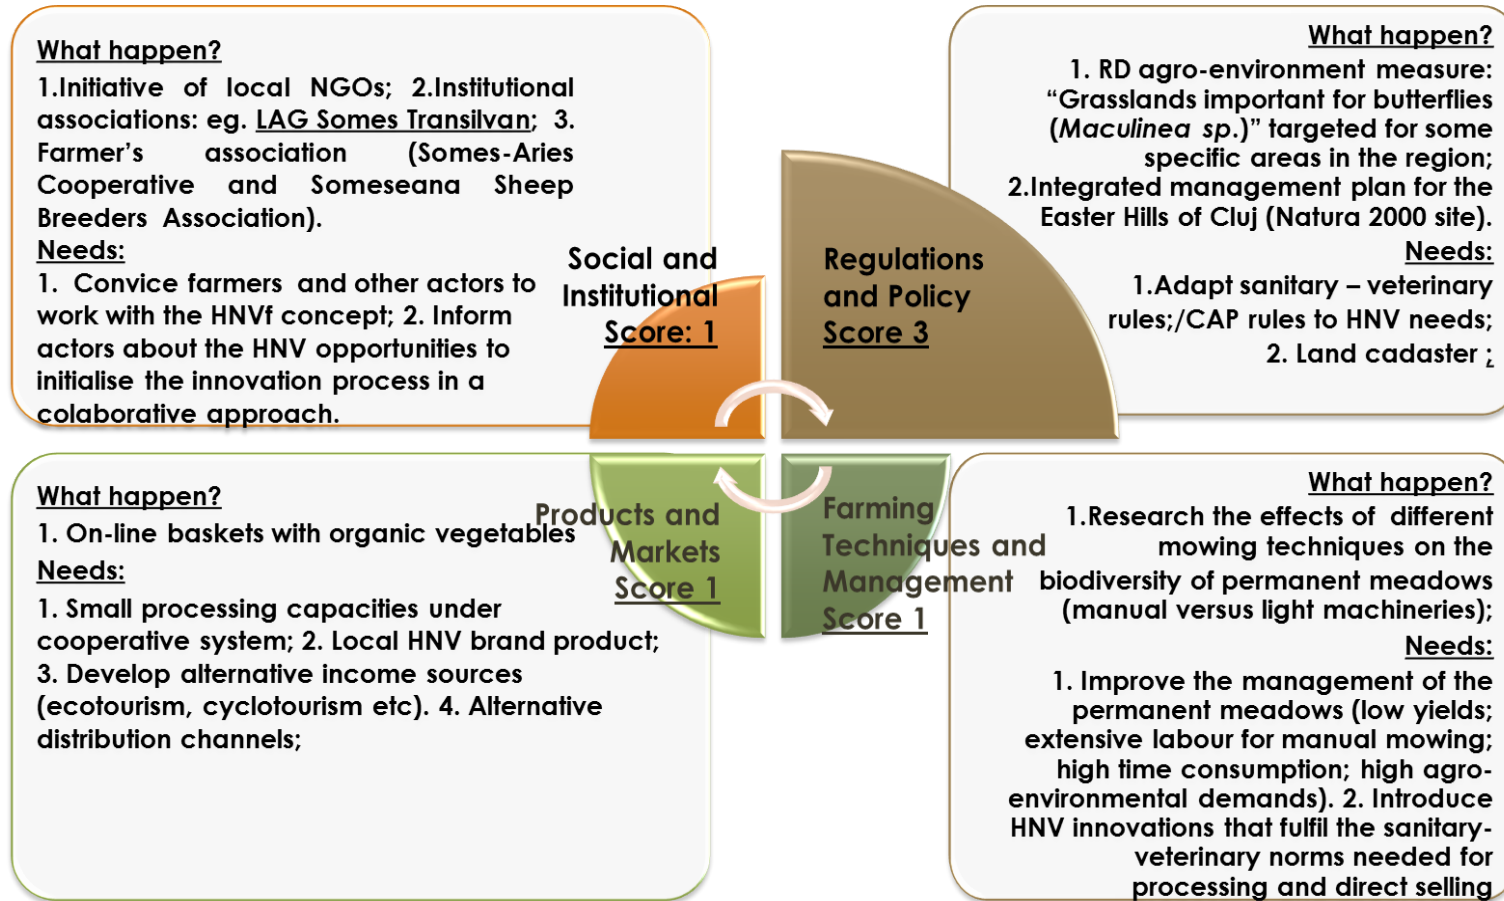 What happen?
1.Initiative of local NGOs; 2.Institutional
associations: eg. LAG Somes Transilvan; 3.
Farmer’s association (Somes-Aries
Cooperative and Someseana Sheep
Breeders Association).
Needs:
1. Convice farmers and other actors to
work with the HNVf concept; 2. Inform
actors about the HNV opportunities to
initialise the innovation process in a
colaborative approach.
Social and
Institutional
Score: 1
What happen?
1. RD agro-environment measure:
“Grasslands important for butterflies
(Maculinea sp.)” targeted for some
specific areas in the region;
2.Integrated management plan for the
Easter Hills of Cluj (Natura 2000 site).
Needs:
1.Adapt sanitary – veterinary
rules;/CAP rules to HNV needs;
2. Land cadaster ;
Regulations
and Policy
Score 3
What happen?
1. On-line baskets with organic vegetables
Needs:
1. Small processing capacities under
cooperative system; 2. Local HNV brand product;
3. Develop alternative income sources
(ecotourism, cyclotourism etc). 4. Alternative
distribution channels;
Products and
Markets
Score 1
Farming
Techniques and
Management
Score 1
What happen?
1.Research the effects of different
mowing techniques on the
biodiversity of permanent meadows
(manual versus light machineries);
Needs:
1. Improve the management of the
permanent meadows (low yields;
extensive labour for manual mowing;
high time consumption; high agro-
environmental demands). 2. Introduce
HNV innovations that fulfil the sanitary-
veterinary norms needed for
processing and direct selling